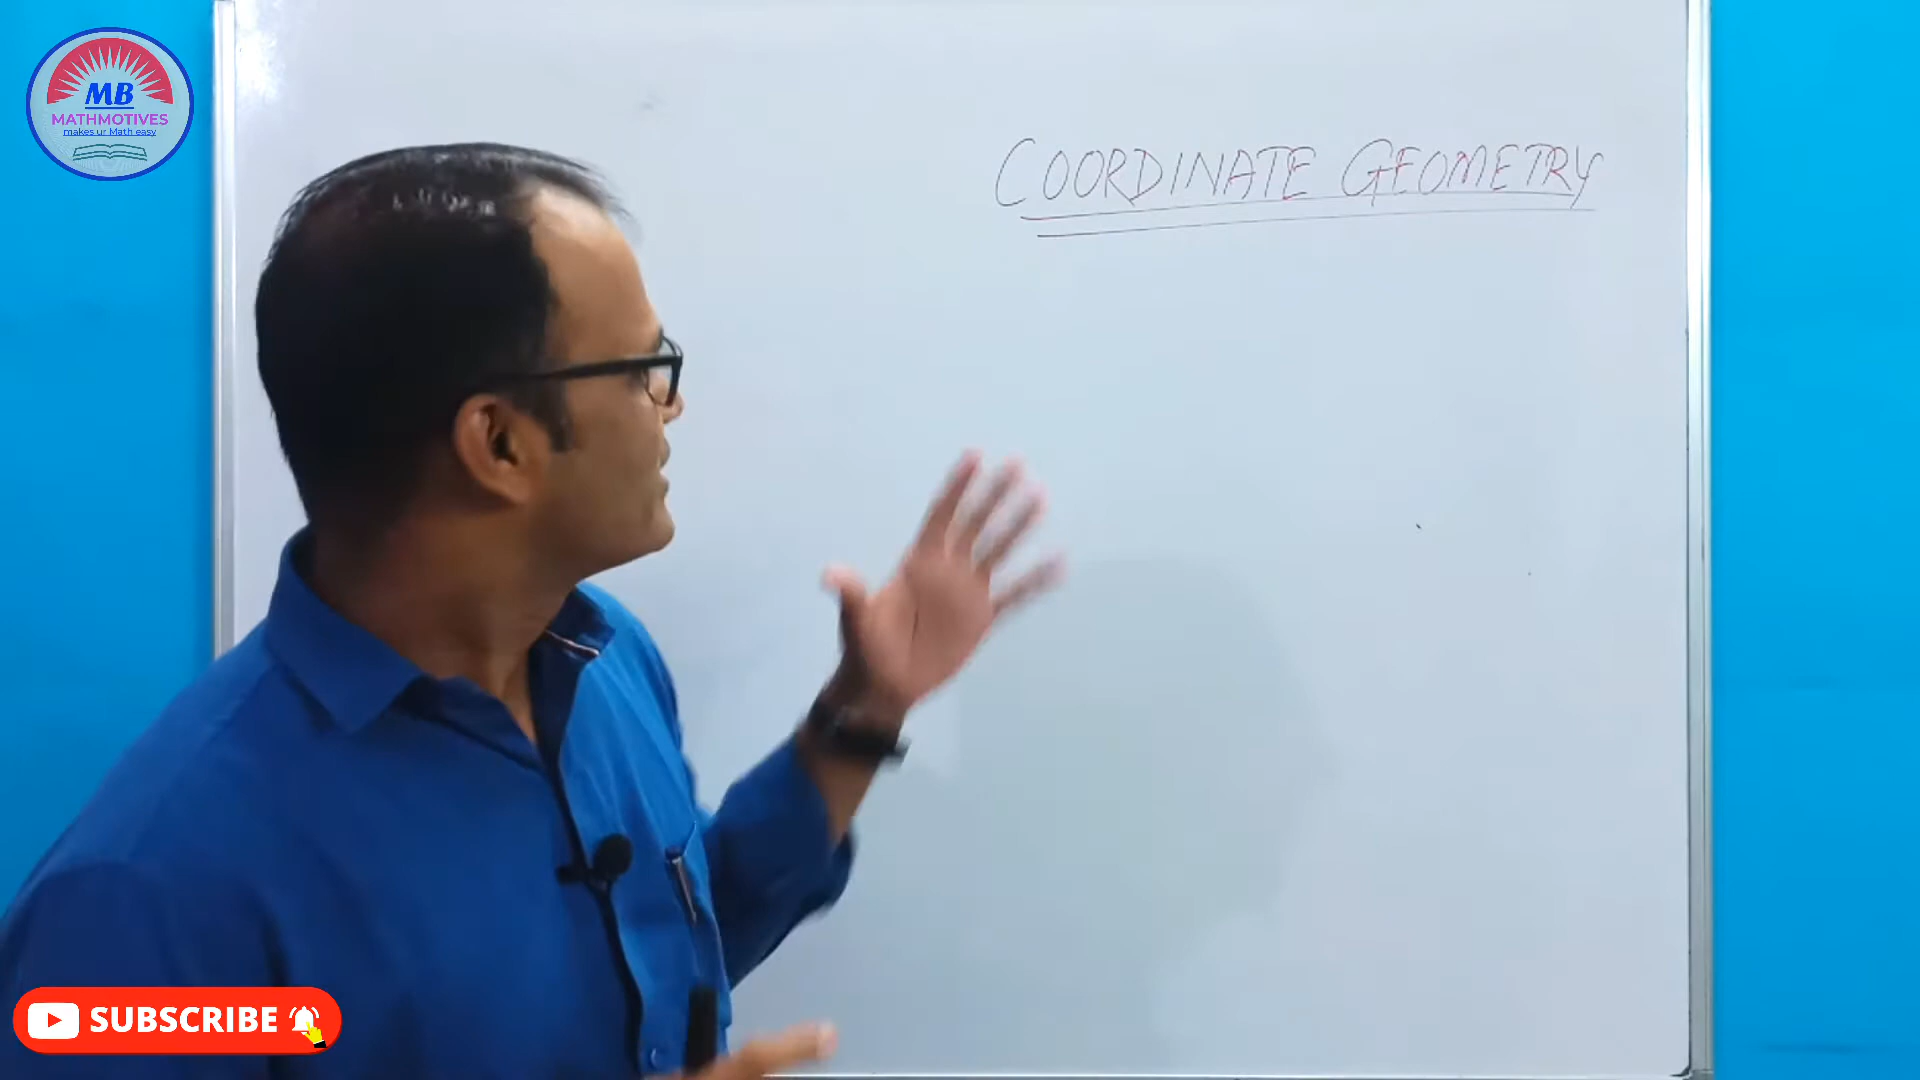 MB
MATHMOTIVES
makes ur Math easy
COORDINATE GEOMETRY
SUBSCRIBE